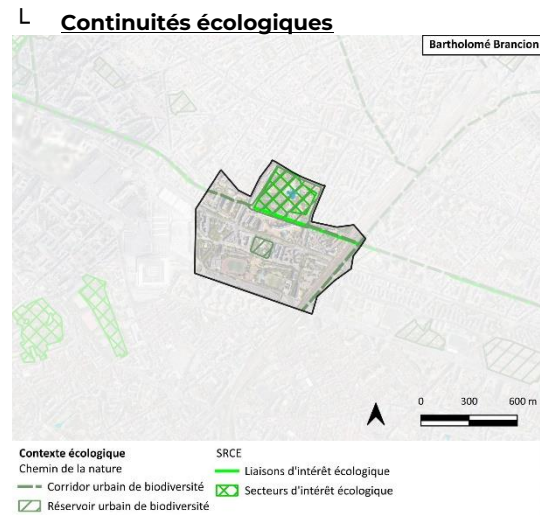 └ Continuités écologiques
Bartholomé Brancion
0 300 600 m
Contexte écologique
Chemin de la nature
Corridor urbain de biodiversité
Réservoir urbain de biodiversité
SRCE
Liaisons d'intérêt écologique
Secteurs d'intérêt écologique